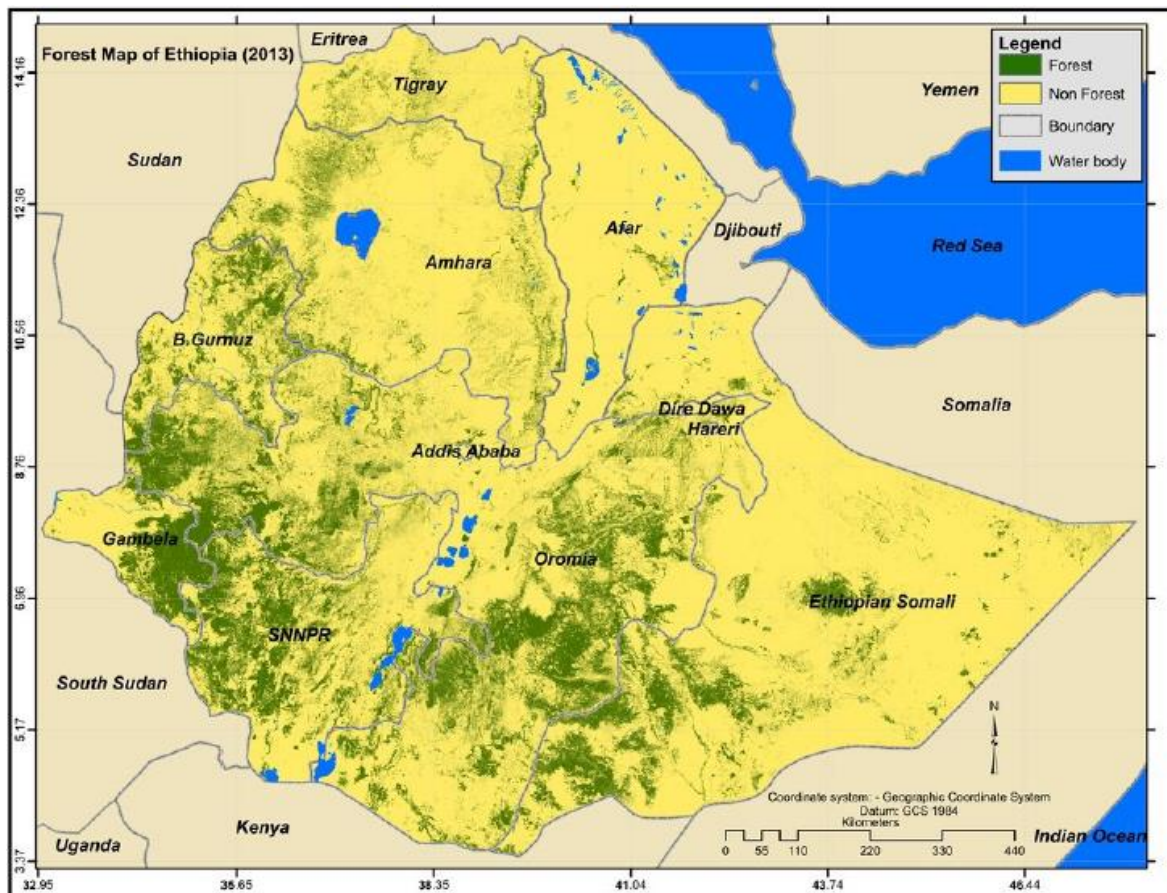 Forest Map of Ethiopia (2013)
Eritrea
Legend
Forest
Non Forest
Boundary
Water body
Yemen
Tigray
Sudan
Afar
Djibouti
Red Sea
Amhara
B.Gumuz
Somalia
Dire Dawa
Hareri
Addis Ababa
Gambela
Oromia
Ethiopian Somali
SNNPR
South Sudan
N
Coordinate system: - Geographic Coordinate System
Datum: GCS 1984
Kilometers
0 55 110 220 330 440
Kenya
Uganda
Indian Ocean
14.16
12.36
10.56
8.76
6.96
5.17
3.37
32.95 35.65 38.35 41.04 43.74 46.44